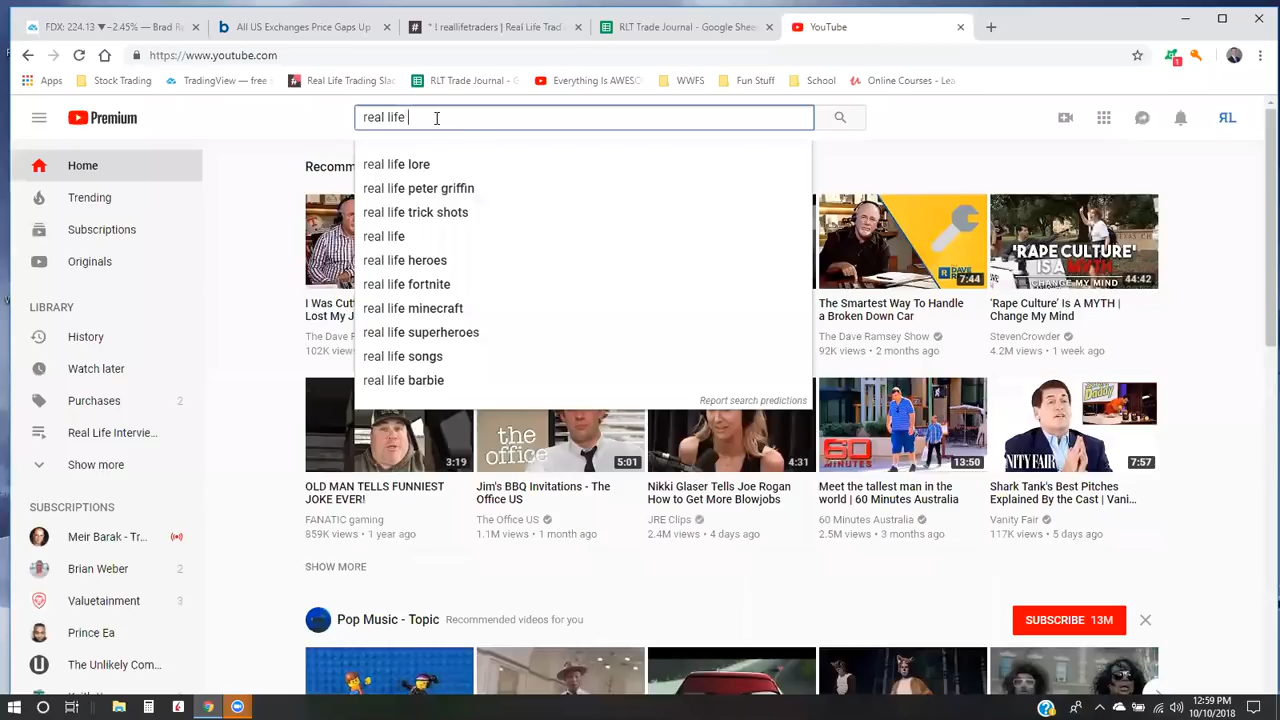 FDX: 224.13 ▼−2.45% — Brad R
All US Exchanges Price Gaps Up
* | reallifetraders | Real Life Trad
RLT Trade Journal - Google Shee
YouTube
https://www.youtube.com
1
Apps
Stock Trading
TradingView — free s
Real Life Trading Slac
RLT Trade Journal - G
Everything Is AWESO
WWFS
Fun Stuff
School
Online Courses - Lea
Premium
real life
ЯL
Home
Trending
Subscriptions
Originals
LIBRARY
History
Watch later
Purchases 2
Real Life Intervie...
Show more
SUBSCRIPTIONS
Meir Barak - Tr...
Brian Weber 2
Valuetainment 3
Prince Ea
The Unlikely Com...
Recomm
real life lore
real life peter griffin
real life trick shots
real life
real life heroes
real life fortnite
real life minecraft
real life superheroes
real life songs
real life barbie
Report search predictions
I Was Cut
Lost My J
The Dave
102K views
DAVE
7:44
The Smartest Way To Handle
a Broken Down Car
The Dave Ramsey Show
92K views • 2 months ago
'RAPE CULTURE'
IS A MYTH
CHANGE MY MIND
44:42
'Rape Culture' Is A MYTH |
Change My Mind
StevenCrowder
4.2M views • 1 week ago
3:19
OLD MAN TELLS FUNNIEST
JOKE EVER!
FANATIC gaming
859K views • 1 year ago
the
office
5:01
Jim's BBQ Invitations - The
Office US
The Office US
1.1M views • 1 month ago
4:31
Nikki Glaser Tells Joe Rogan
How to Get More Blowjobs
JRE Clips
2.4M views • 4 days ago
60
MINUTES
13:50
Meet the tallest man in the
world | 60 Minutes Australia
60 Minutes Australia
2.5M views • 3 months ago
Daddy
VANITY FAIR
7:57
Shark Tank's Best Pitches
Explained By the Cast | Vani...
Vanity Fair
117K views • 5 days ago
SHOW MORE
Pop Music - Topic
Recommended videos for you
SUBSCRIBE 13M
12:59 PM
10/10/2018